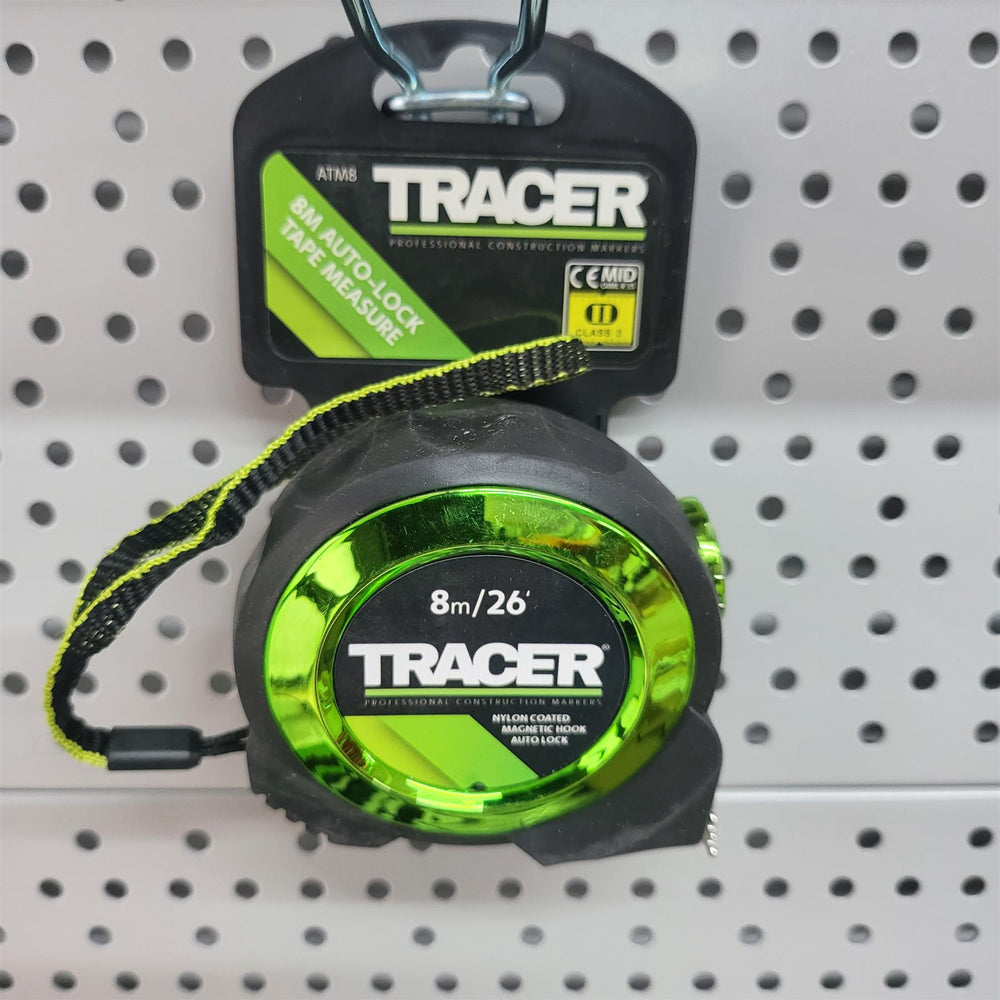 ATM8
TRACER
PROFESSIONAL CONSTRUCTION MARKERS
8M AUTO-LOCK
TAPE MEASURE
CE MID
II
CLASS II
8m/26'
TRACER®
PROFESSIONAL CONSTRUCTION MARKERS
NYLON COATED
MAGNETIC HOOK
AUTO LOCK